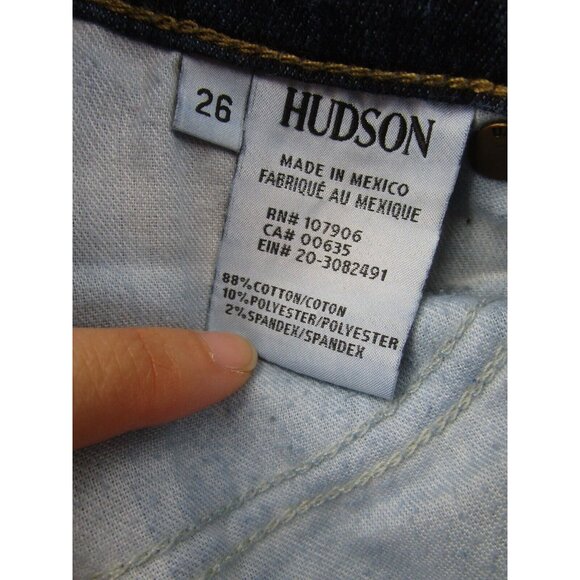 26
HUDSON
MADE IN MEXICO
FABRIQUÉ AU MEXIQUE
RN# 107906
CA# 00635
EIN# 20-3082491
88% COTTON/COTON
10% POLYESTER/POLYESTER
2% SPANDEX/SPANDEX